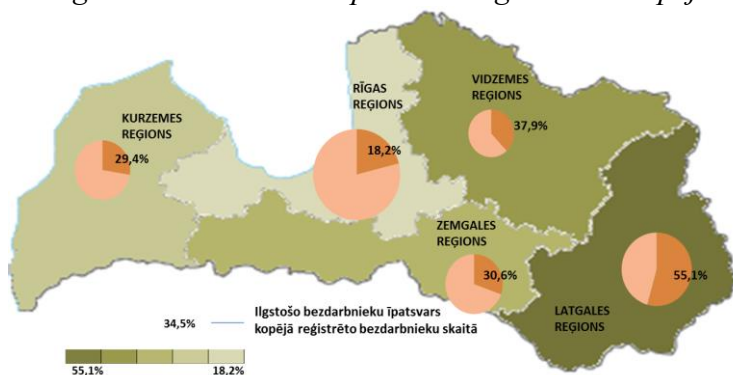 RĪGAS
REĢIONS
18,2%
VIDZEMES
REĢIONS
37,9%
KURZEMES
REĢIONS
29,4%
ZEMGALES
REĢIONS
30,6%
55,1%
LATGALES
REĢIONS
34,5%
Ilgstošo bezdarbnieku īpatsvars
kopējā reģistrēto bezdarbnieku skaitā
55,1%
18,2%